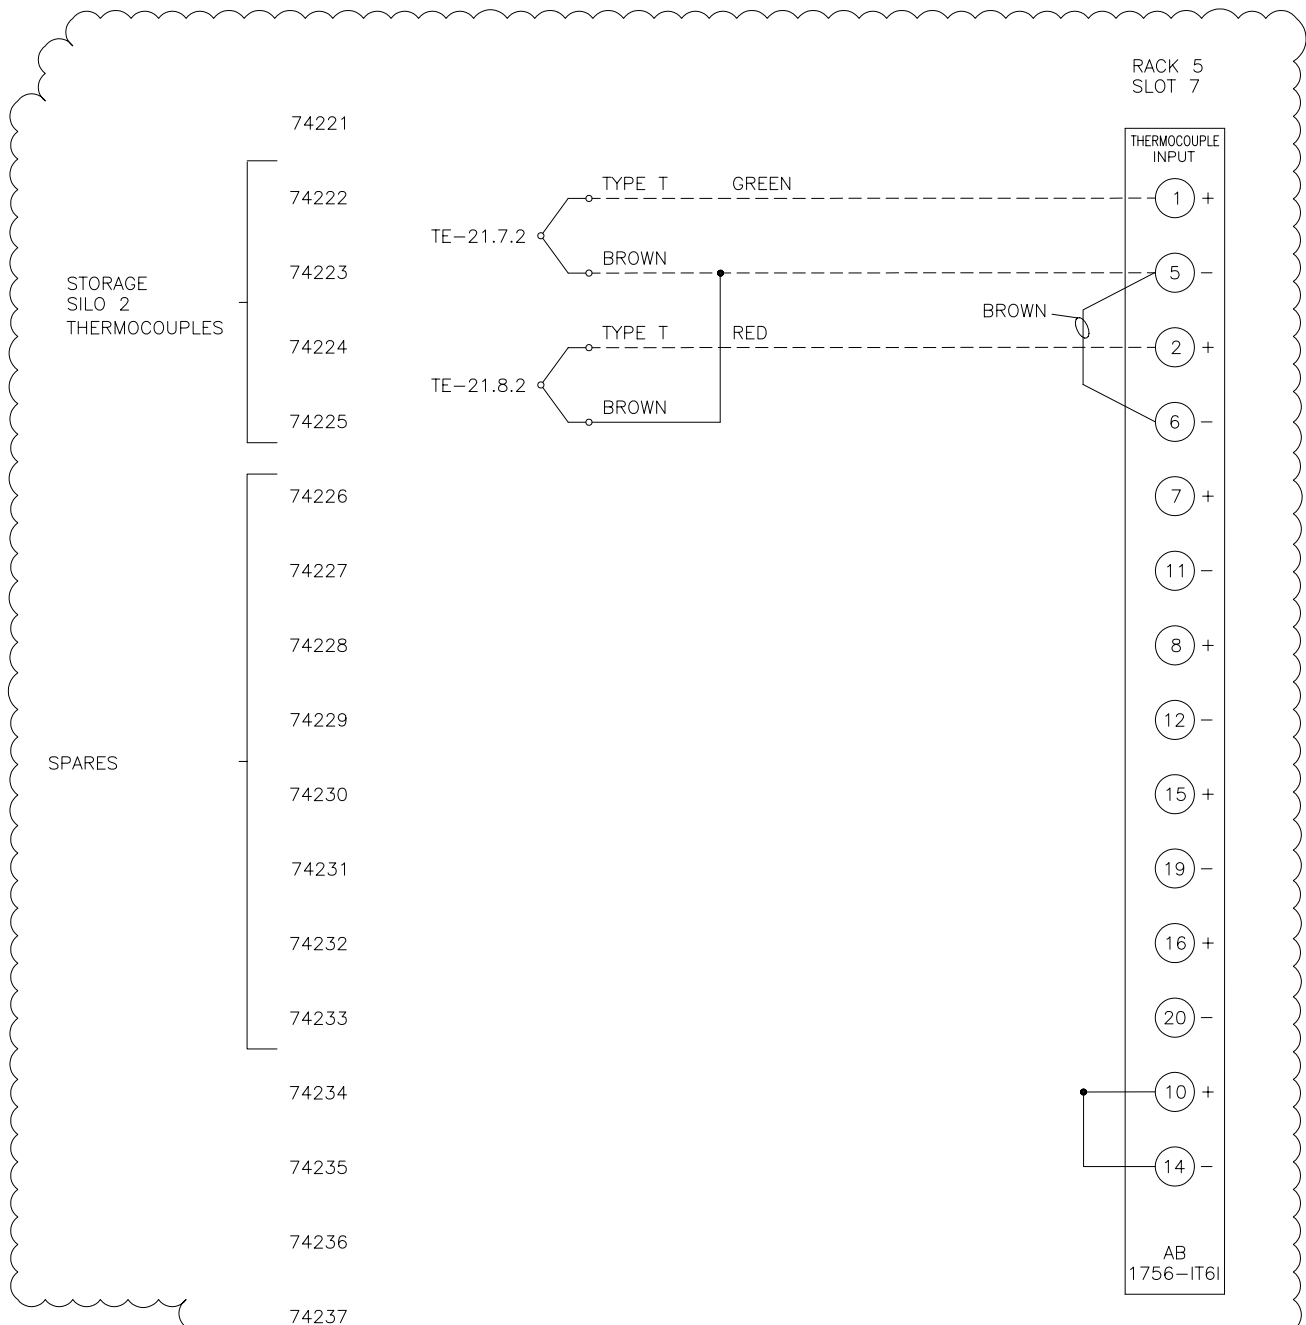 RACK 5
SLOT 7
74221
THERMOCOUPLE
INPUT
74222
TYPE T GREEN
1 +
TE-21.7.2
74223
BROWN
5 -
STORAGE
SILO 2
THERMOCOUPLES
BROWN
74224
TYPE T RED
2 +
TE-21.8.2
74225
BROWN
6 -
74226
7 +
74227
11 -
74228
8 +
74229
12 -
SPARES
74230
15 +
74231
19 -
74232
16 +
74233
20 -
74234
10 +
74235
14 -
74236
AB
1756-IT6I
74237